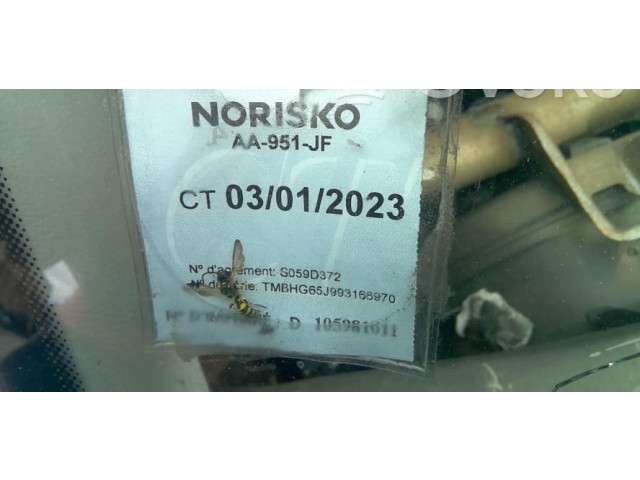 NORISKO
AA-951-JF
CT 03/01/2023
N° d'agrément: S059D372
TMBHG65J993166970
D 105981611